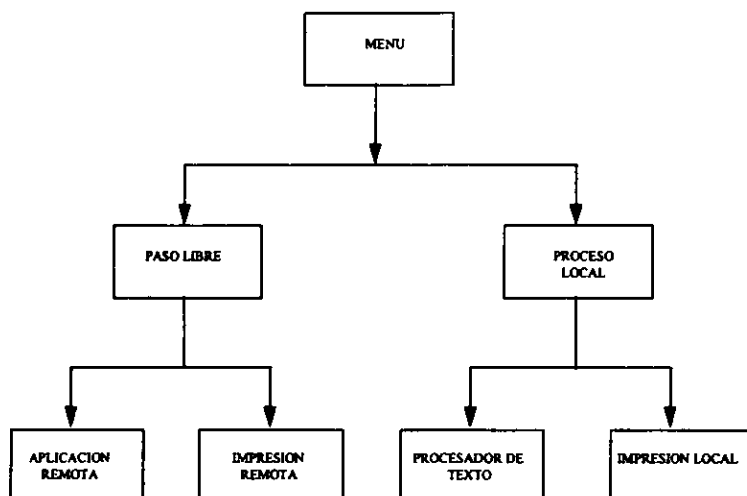 MENU
PASO LIBRE
PROCESO
LOCAL
APLICACION
REMOTA
IMPRESION
REMOTA
PROCESADOR DE
TEXTO
IMPRESION LOCAL